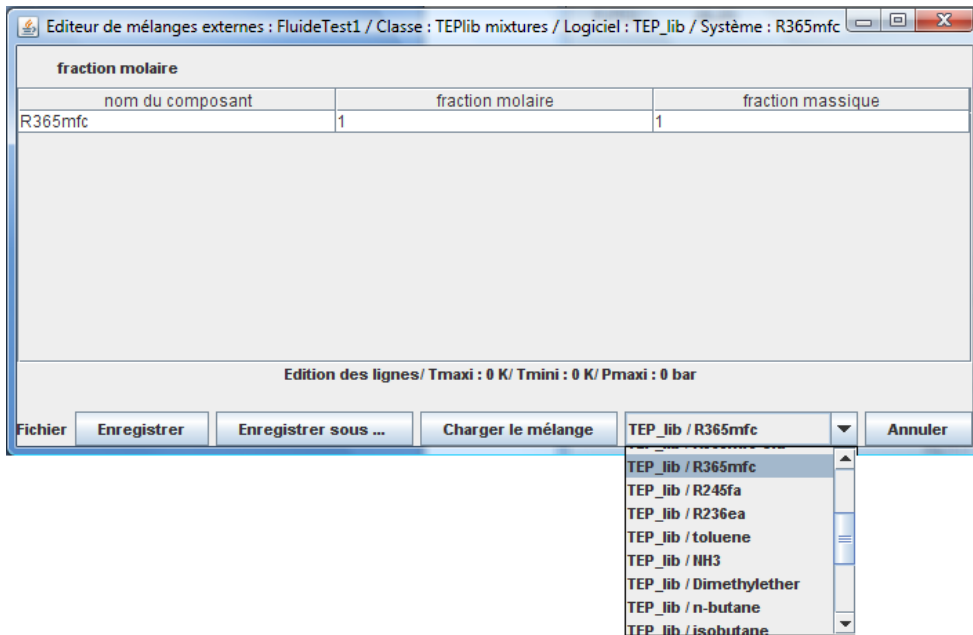 Editeur de mélanges externes : FluideTest1 / Classe : TEPlib mixtures / Logiciel : TEP_lib / Système : R365mfc
fraction molaire
nom du composant fraction molaire fraction massique
R365mfc 1 1
Edition des lignes/ Tmaxi : 0 K/ Tmini : 0 K/ Pmaxi : 0 bar
Fichier Enregistrer Enregistrer sous ... Charger le mélange TEP_lib / R365mfc Annuler
TEP_lib / R365mfc
TEP_lib / R245fa
TEP_lib / R236ea
TEP_lib / toluene
TEP_lib / NH3
TEP_lib / Dimethylether
TEP_lib / n-butane
TEP_lib / isobutane